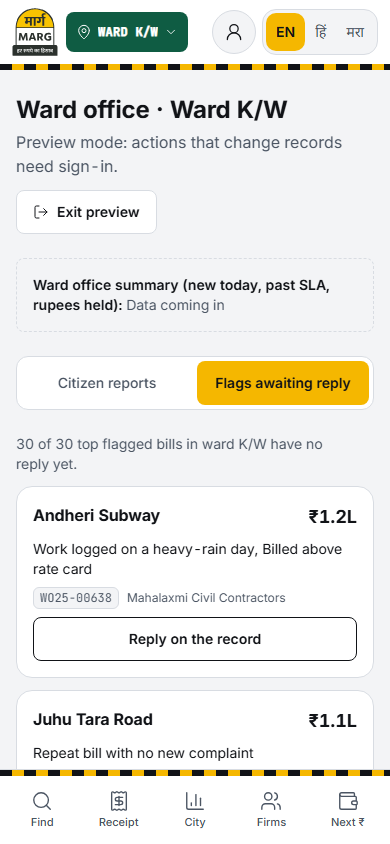 मार्ग
MARG
हर रुपये का हिसाब
WARD K/W
EN
हिं
मरा
Ward office · Ward K/W
Preview mode: actions that change records
need sign-in.
Exit preview
Ward office summary (new today, past SLA,
rupees held): Data coming in
Citizen reports
Flags awaiting reply
30 of 30 top flagged bills in ward K/W have no
reply yet.
Andheri Subway
₹1.2L
Work logged on a heavy-rain day, Billed above
rate card
WO25-00638
Mahalaxmi Civil Contractors
Reply on the record
Juhu Tara Road
₹1.1L
Repeat bill with no new complaint
Find
Receipt
City
Firms
Next ₹